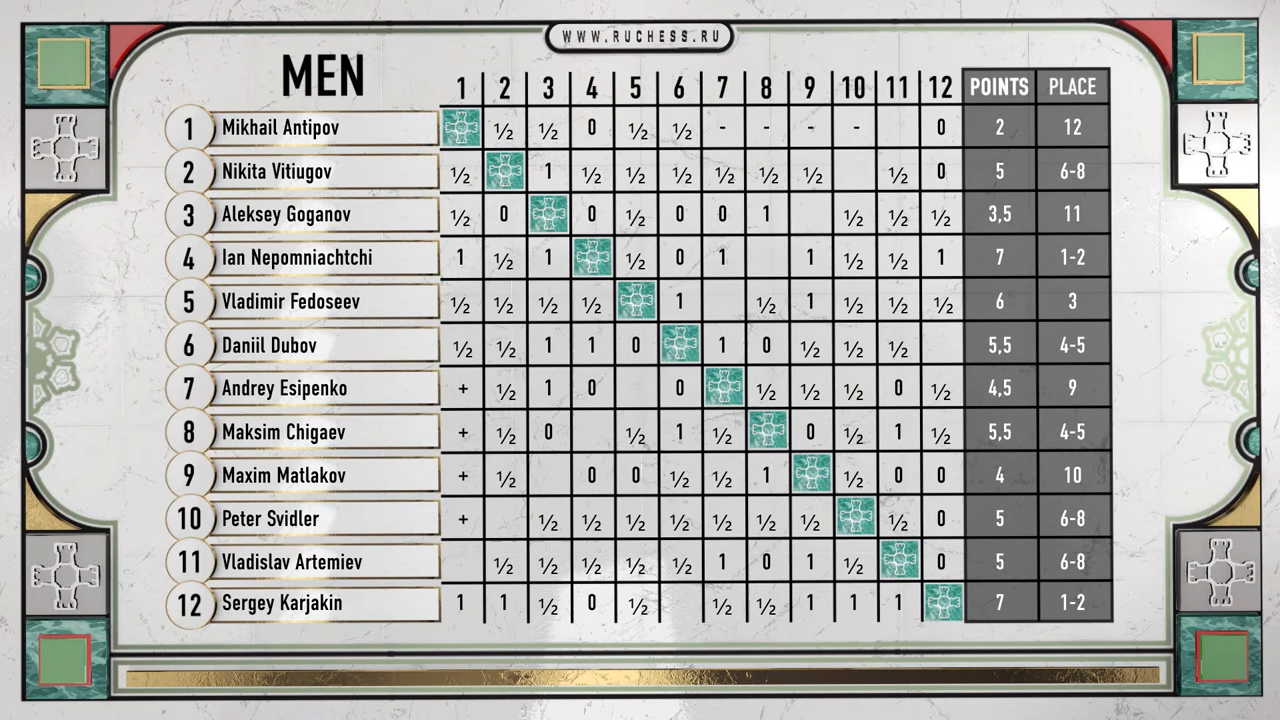 WWW.RUCHESS.RU
MEN 1 2 3 4 5 6 7 8 9 10 11 12 POINTS PLACE
1 Mikhail Antipov ½ ½ 0 ½ ½ - - - - 0 2 12
2 Nikita Vitiugov ½ 1 ½ ½ ½ ½ ½ ½ ½ 0 5 6-8
3 Aleksey Goganov ½ 0 0 ½ 0 0 1 ½ ½ ½ 3,5 11
4 Ian Nepomniachtchi 1 ½ 1 ½ 0 1 1 ½ ½ 1 7 1-2
5 Vladimir Fedoseev ½ ½ ½ ½ 1 ½ 1 ½ ½ ½ 6 3
6 Daniil Dubov ½ ½ 1 1 0 1 0 ½ ½ ½ 5,5 4-5
7 Andrey Esipenko + ½ 1 0 0 ½ ½ ½ 0 ½ 4,5 9
8 Maksim Chigaev + ½ 0 ½ 1 ½ 0 ½ 1 ½ 5,5 4-5
9 Maxim Matlakov + ½ 0 0 ½ ½ 1 ½ 0 0 4 10
10 Peter Svidler + ½ ½ ½ ½ ½ ½ ½ ½ 0 5 6-8
11 Vladislav Artemiev ½ ½ ½ ½ ½ 1 0 1 ½ 0 5 6-8
12 Sergey Karjakin 1 1 ½ 0 ½ ½ ½ 1 1 1 7 1-2